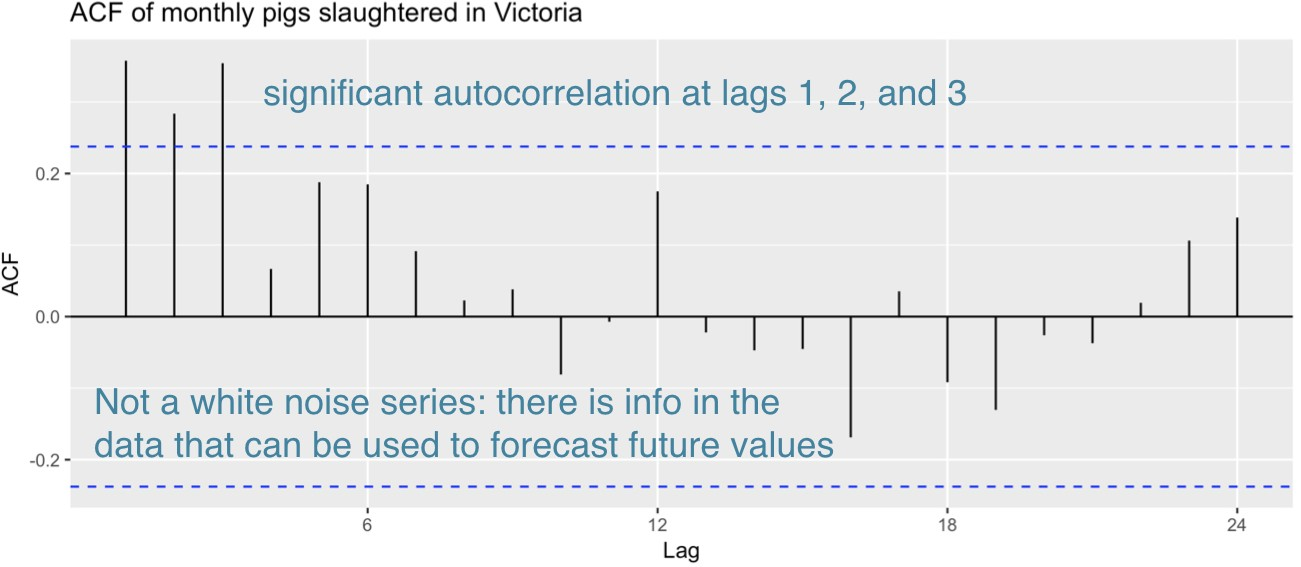 ACF of monthly pigs slaughtered in Victoria
significant autocorrelation at lags 1, 2, and 3
0.2
ACF
0.0
Not a white noise series: there is info in the
data that can be used to forecast future values
-0.2
6 12 18 24
Lag